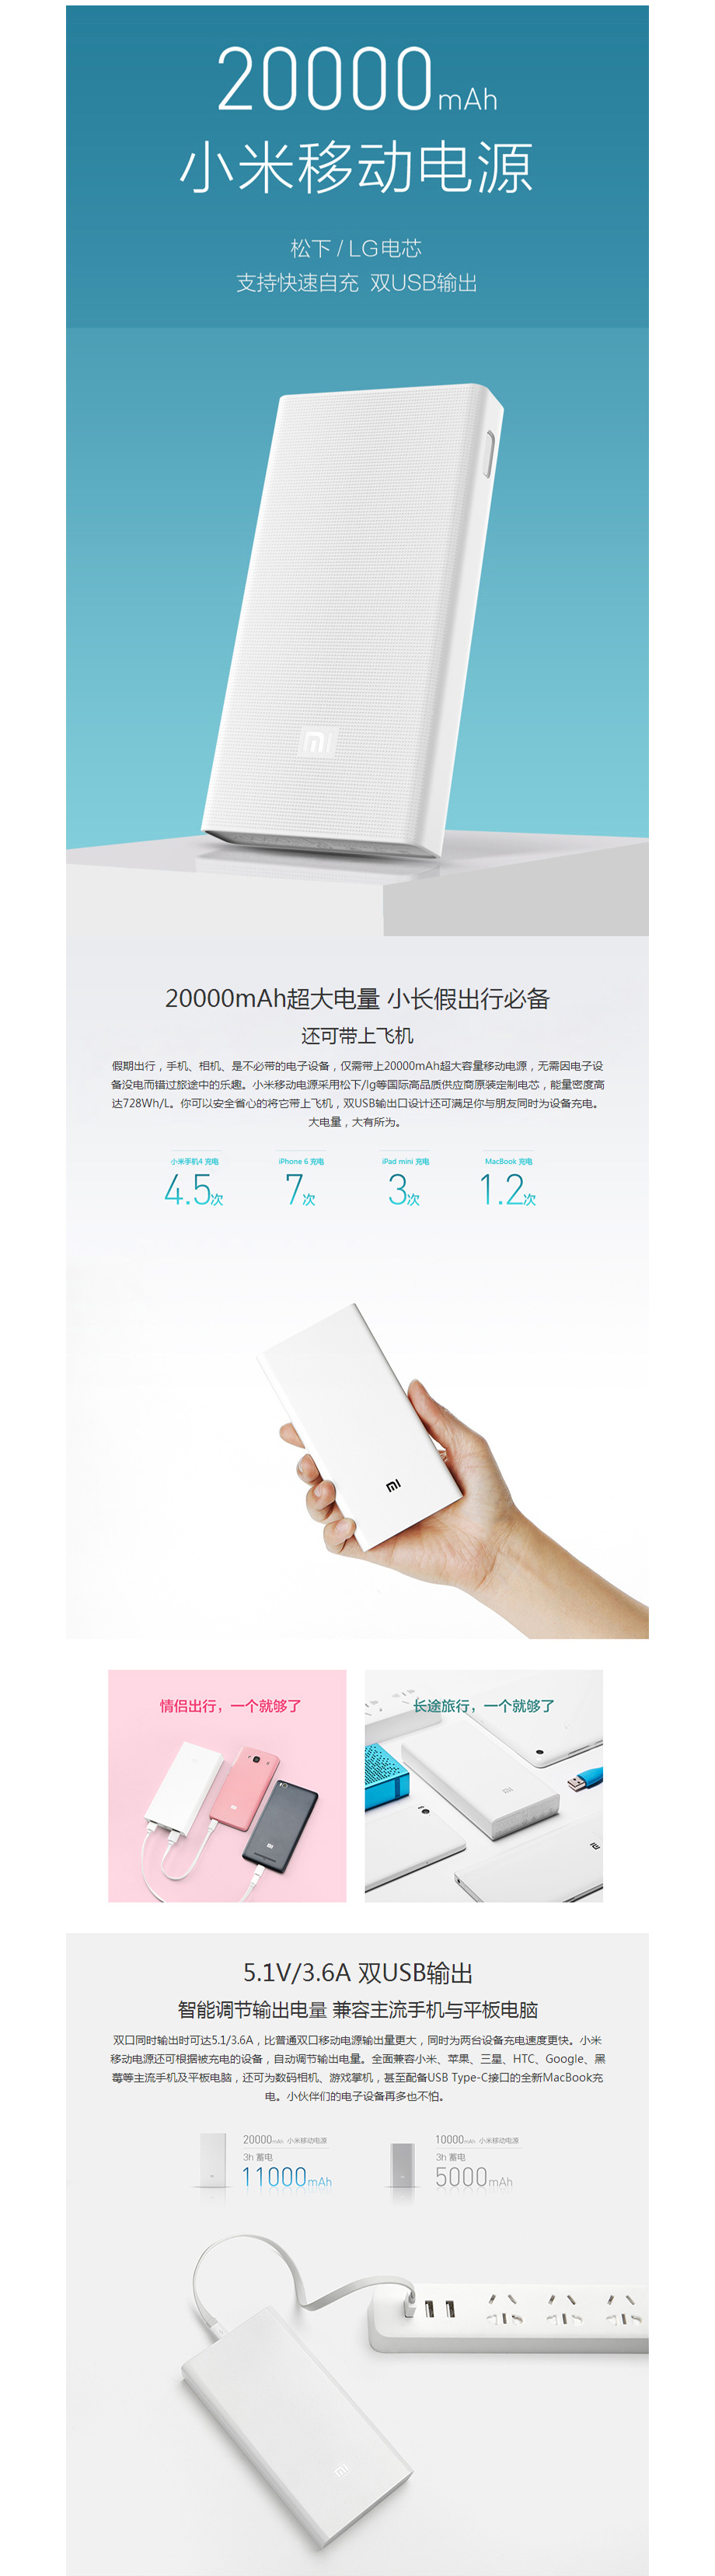 20000mAh
小米移动电源
松下 / LG电芯
支持快速自充 双USB输出
mi
20000mAh超大电量 小长假出行必备
还可带上飞机
假期出行，手机、相机、是不必带的电子设备，仅需带上20000mAh超大容量移动电源，无需因电子设
备没电而错过旅途中的乐趣。小米移动电源采用松下/lg等国际高品质供应商原装定制电芯，能量密度高
达728Wh/L。你可以安全省心的将它带上飞机，双USB输出口设计还可满足你与朋友同时为设备充电。
大电量，大有所为。
小米手机4 充电 iPhone 6 充电 iPad mini 充电 MacBook 充电
4.5次 7次 3次 1.2次
mi
情侣出行，一个就够了
mi
mi
长途旅行，一个就够了
mi
mi
5.1V/3.6A 双USB输出
智能调节输出电量 兼容主流手机与平板电脑
双口同时输出时可达5.1/3.6A，比普通双口移动电源输出量更大，同时为两台设备充电速度更快。小米
移动电源还可根据被充电的设备，自动调节输出电量。全面兼容小米、苹果、三星、HTC、Google、黑
莓等主流手机及平板电脑，还可为数码相机、游戏掌机，甚至配备USB Type-C接口的全新MacBook充
电。小伙伴们的电子设备再多也不怕。
20000mAh 小米移动电源
3h 蓄电
11000mAh
10000mAh 小米移动电源
3h 蓄电
5000mAh
mi